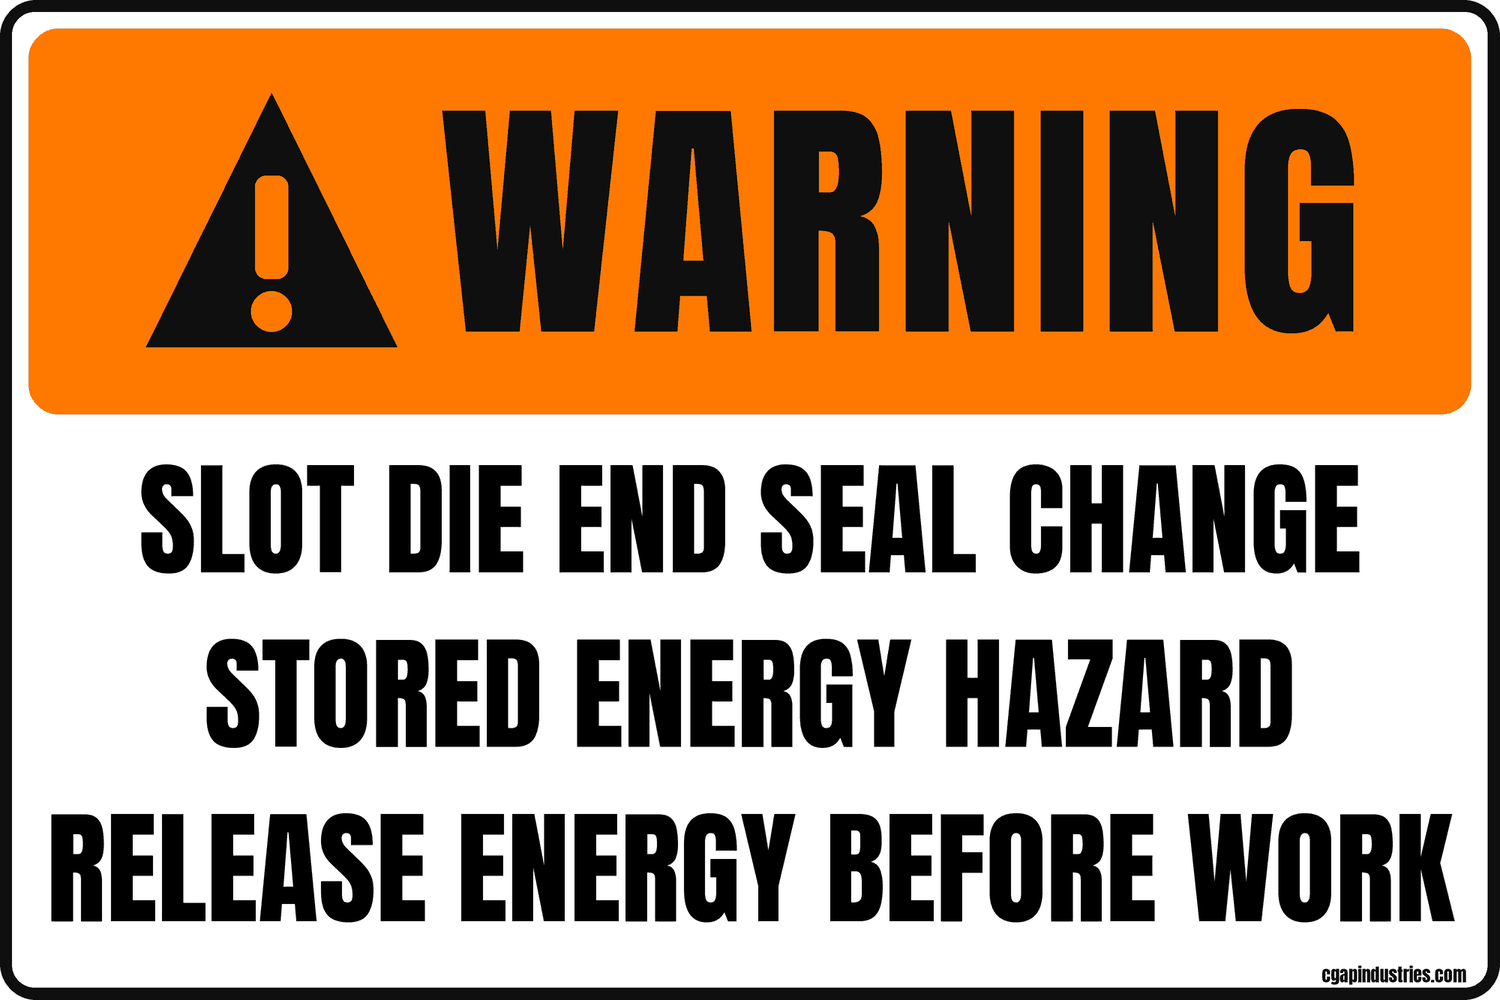 WARNING
SLOT DIE END SEAL CHANGE
STORED ENERGY HAZARD
RELEASE ENERGY BEFORE WORK
cgapindustries.com